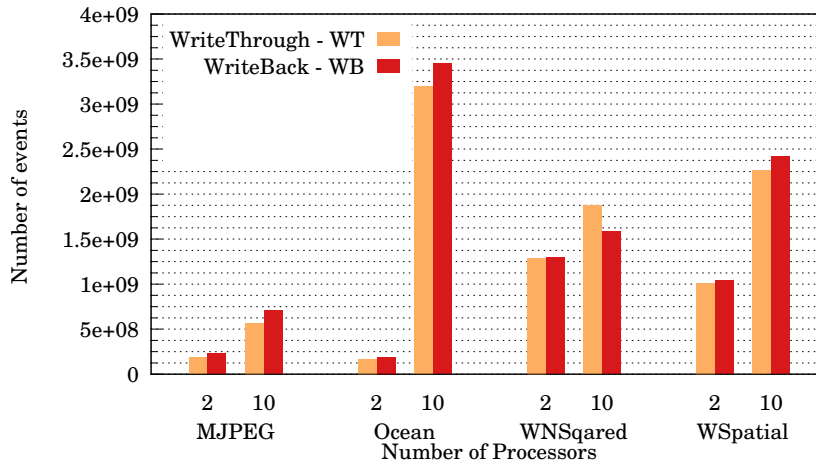 4e+09
3.5e+09
3e+09
2.5e+09
2e+09
1.5e+09
1e+09
5e+08
0
Number of events
WriteThrough - WT
WriteBack - WB
2 10 2 10 2 10 2 10
MJPEG Ocean WNSqared WSpatial
Number of Processors